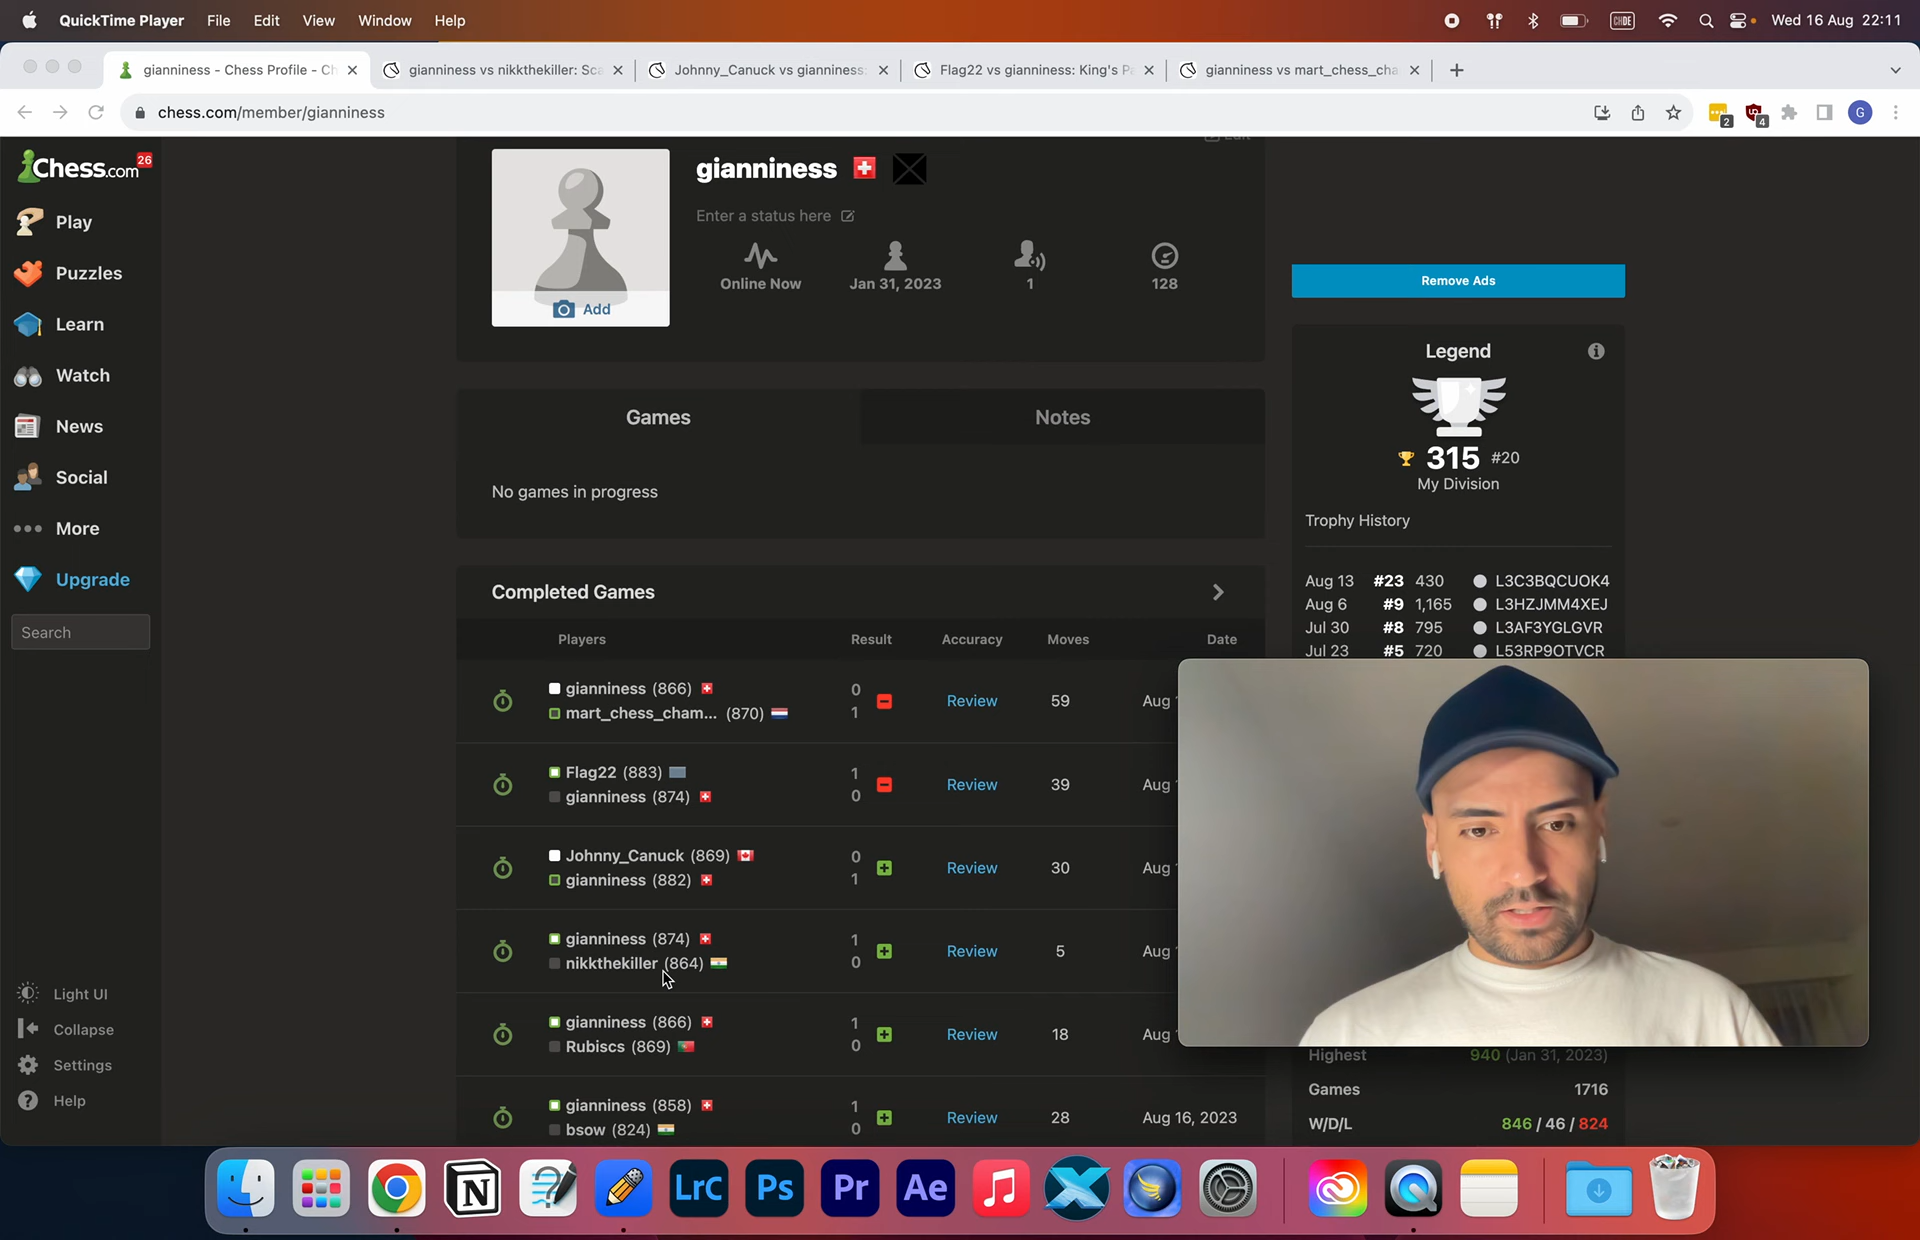 QuickTime Player File Edit View Window Help
Wed 16 Aug 22:11
gianniness - Chess Profile - Ch
gianniness vs nikkthekiller: Sca
Johnny_Canuck vs gianniness:
Flag22 vs gianniness: King's Pa
gianniness vs mart_chess_cha
chess.com/member/gianniness
2
4
G
Chess.com 26
Play
Puzzles
Learn
Watch
News
Social
More
Upgrade
Search
Light UI
Collapse
Settings
Help
gianniness
Enter a status here
Online Now
Jan 31, 2023
1
128
Add
Games
Notes
No games in progress
Completed Games
Players Result Accuracy Moves Date
gianniness (866) 0
mart_chess_cham... (870) 1
Review 59 Aug
Flag22 (883) 1
gianniness (874) 0
Review 39 Aug
Johnny_Canuck (869) 0
gianniness (882) 1
Review 30 Aug
gianniness (874) 1
nikkthekiller (864) 0
Review 5 Aug
gianniness (866) 1
Rubiscs (869) 0
Review 18 Aug
gianniness (858) 1
bsow (824) 0
Review 28 Aug 16, 2023
Remove Ads
Legend
315 #20
My Division
Trophy History
Aug 13 #23 430 L3C3BQCUOK4
Aug 6 #9 1,165 L3HZJMM4XEJ
Jul 30 #8 795 L3AF3YGLGVR
Jul 23 #5 720 L53RP9OTVCR
Highest 940 (Jan 31, 2023)
Games 1716
W/D/L 846 / 46 / 824
LrC
Ps
Pr
Ae